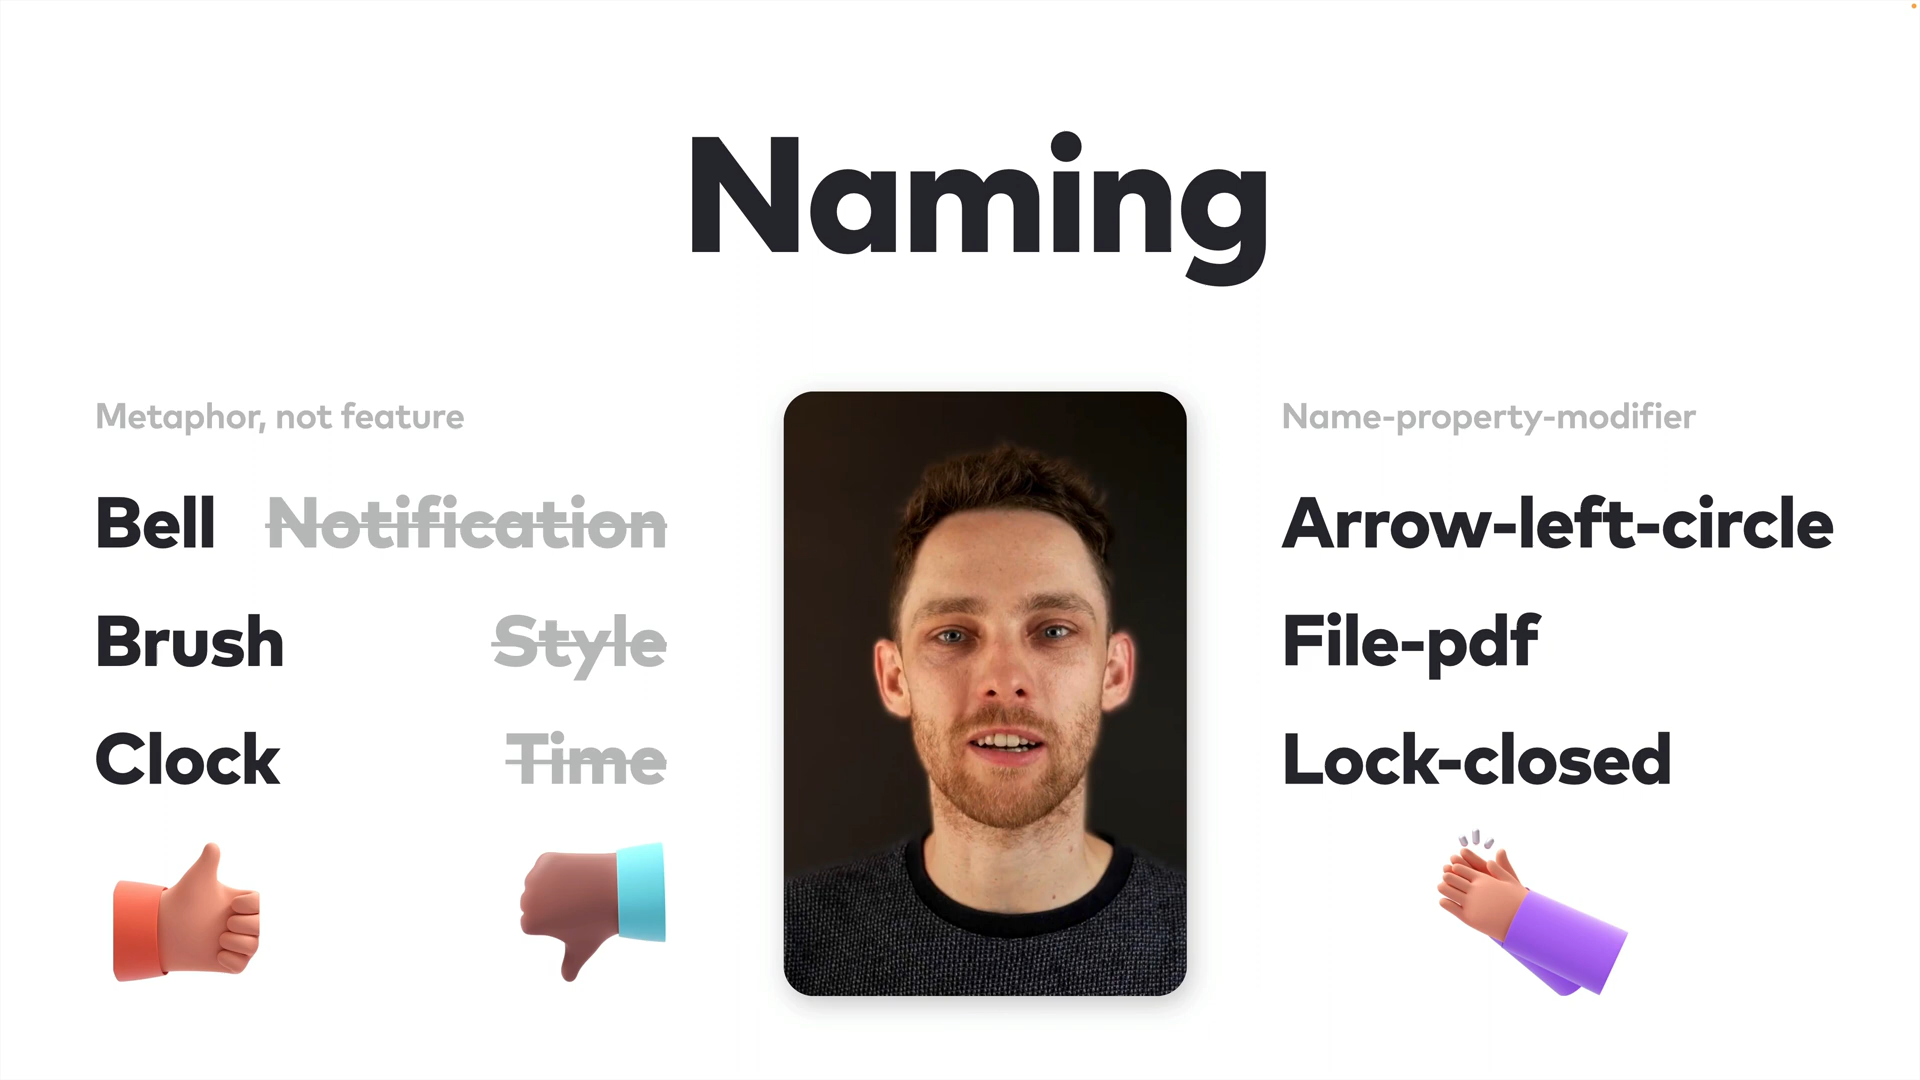 Naming
Metaphor, not feature
Bell Notification
Brush Style
Clock Time
Name-property-modifier
Arrow-left-circle
File-pdf
Lock-closed